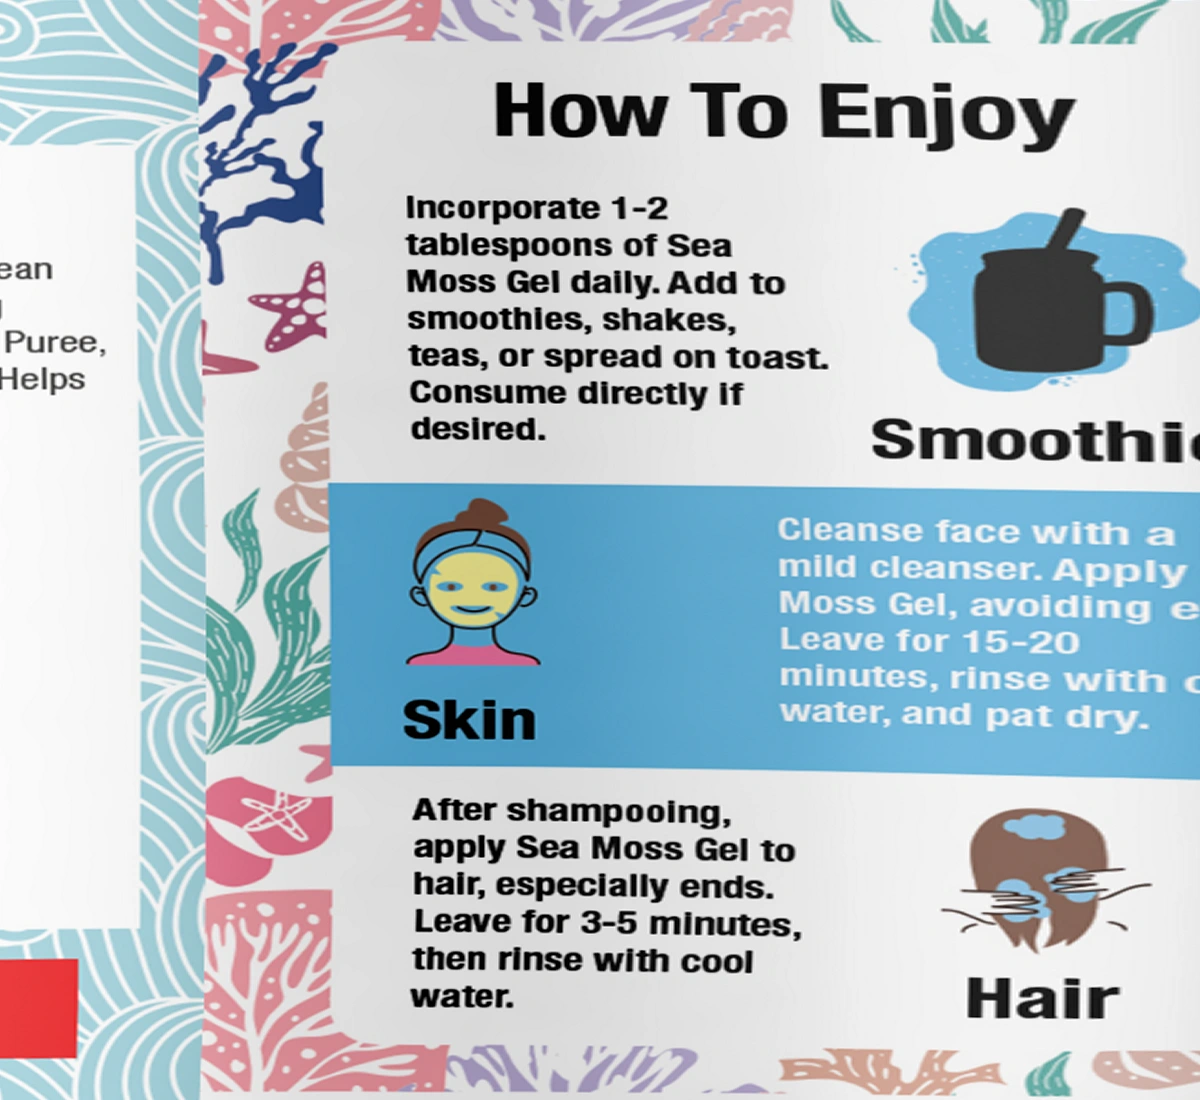 Puree,
Helps
How To Enjoy
Incorporate 1-2
tablespoons of Sea
Moss Gel daily. Add to
smoothies, shakes,
teas, or spread on toast.
Consume directly if
desired.
Cleanse face with a
mild cleanser. Apply
Moss Gel, avoiding
Leave for 15-20
minutes, rinse with
water, and pat dry.
Skin
After shampooing,
apply Sea Moss Gel to
hair, especially ends.
Leave for 3-5 minutes,
then rinse with cool
water.
Hair